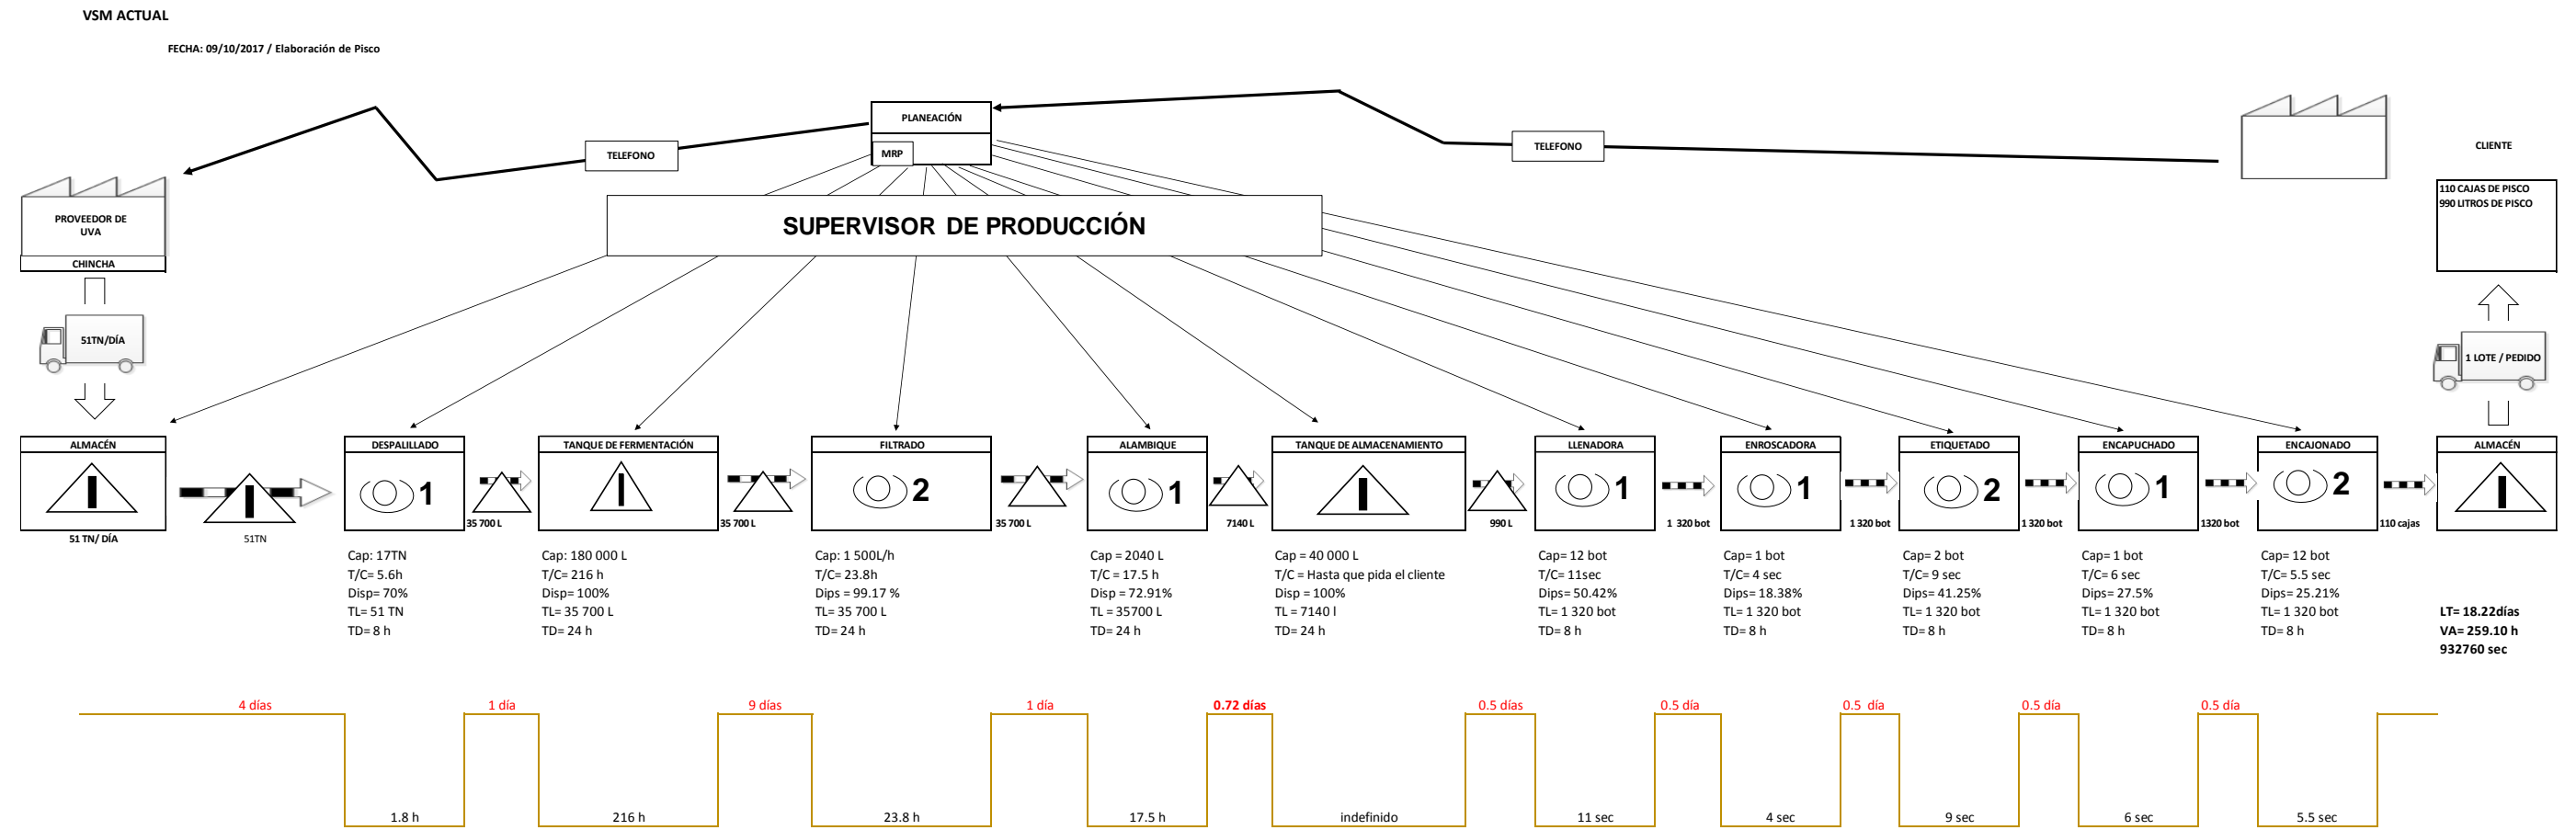 VSM ACTUAL
FECHA: 09/10/2017 / Elaboración de Pisco
PLANEACIÓN
MRP
TELEFONO
TELEFONO
CLIENTE
110 CAJAS DE PISCO
990 LITROS DE PISCO
PROVEEDOR DE
UVA
CHINCHA
SUPERVISOR DE PRODUCCIÓN
51TN/DÍA
1 LOTE / PEDIDO
ALMACÉN
51 TN/ DÍA
51TN
DESPALILLADO
1
Cap: 17TN
T/C= 5.6h
Disp= 70%
TL= 51 TN
TD= 8 h
35 700 L
TANQUE DE FERMENTACIÓN
Cap: 180 000 L
T/C= 216 h
Disp= 100%
TL= 35 700 L
TD= 24 h
35 700 L
FILTRADO
2
Cap: 1 500L/h
T/C= 23.8h
Dips = 99.17 %
TL= 35 700 L
TD= 24 h
35 700 L
ALAMBIQUE
1
Cap = 2040 L
T/C = 17.5 h
Disp = 72.91%
TL = 35700 L
TD= 24 h
7140 L
TANQUE DE ALMACENAMIENTO
Cap = 40 000 L
T/C = Hasta que pida el cliente
Disp = 100%
TL = 7140 l
TD= 24 h
990 L
LLENADORA
1
Cap= 12 bot
T/C= 11sec
Dips= 50.42%
TL= 1 320 bot
TD= 8 h
1 320 bot
ENROSCADORA
1
Cap= 1 bot
T/C= 4 sec
Dips= 18.38%
TL= 1 320 bot
TD= 8 h
1 320 bot
ETIQUETADO
2
Cap= 2 bot
T/C= 9 sec
Dips= 41.25%
TL= 1 320 bot
TD= 8 h
1 320 bot
ENCAPUCHADO
1
Cap= 1 bot
T/C= 6 sec
Dips= 27.5%
TL= 1 320 bot
TD= 8 h
1320 bot
ENCAJONADO
2
Cap= 12 bot
T/C= 5.5 sec
Dips= 25.21%
TL= 1 320 bot
TD= 8 h
110 cajas
ALMACÉN
LT= 18.22días
VA= 259.10 h
932760 sec
4 días
1 día
9 días
1 día
0.72 días
0.5 días
0.5 día
0.5 día
0.5 día
0.5 día
1.8 h
216 h
23.8 h
17.5 h
indefinido
11 sec
4 sec
9 sec
6 sec
5.5 sec